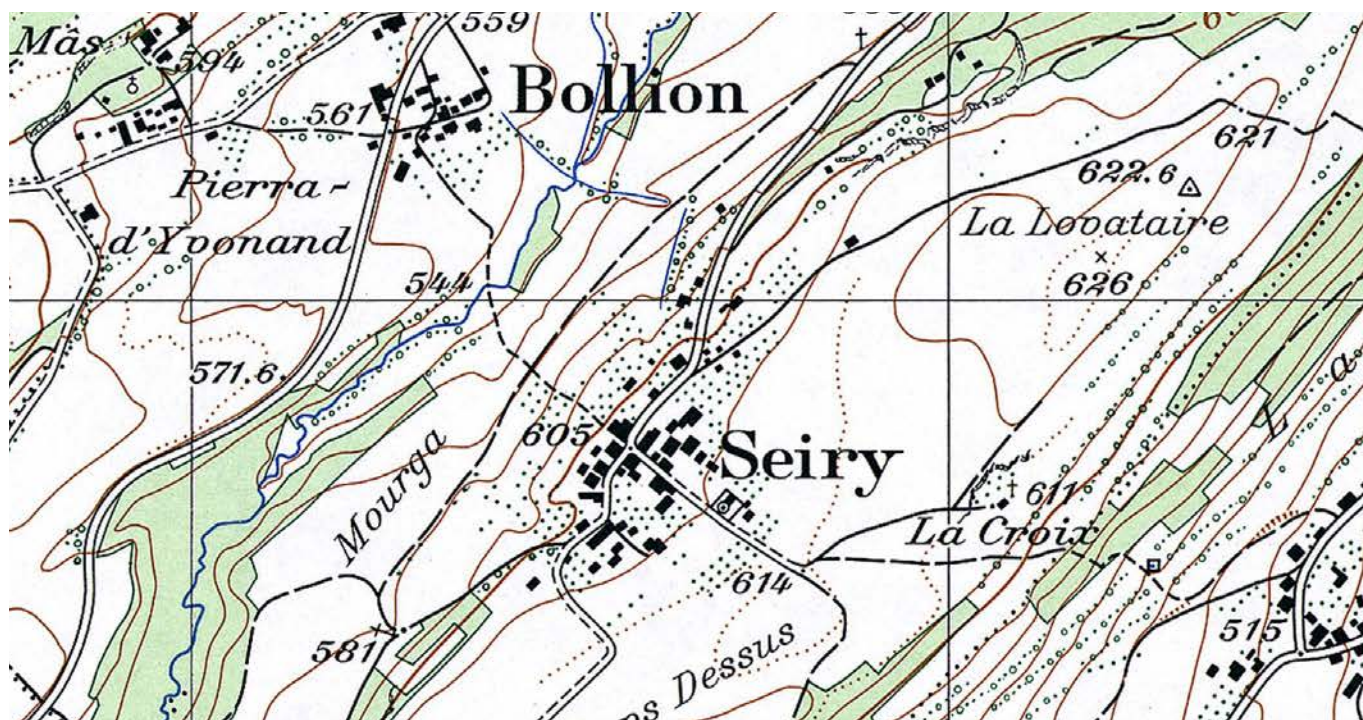 559
Mâs
594
561
Bollion
621
622.6
Pierra-
d'Yvonand
La Lovataire
544
626
571.6
605
Seiry
Mourga
611
La Croix
614
581
Dessus
515
L
a